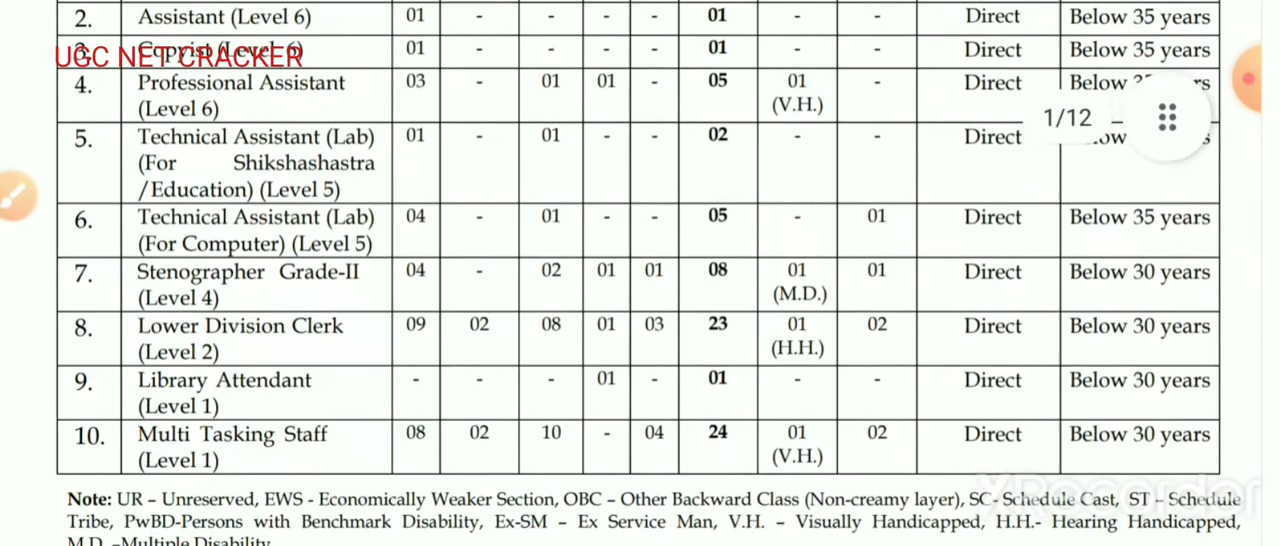 2. Assistant (Level 6) 01 - - - - 01 - - Direct Below 35 years
3. Copyist (Level 6) 01 - - - - 01 - - Direct Below 35 years
UGC NET CRACKER
4. Professional Assistant 03 - 01 01 - 05 01 - Direct Below
(Level 6) (V.H.)
1/12
5. Technical Assistant (Lab) 01 - 01 - - 02 - - Direct
(For Shikshashastra
/Education) (Level 5)
6. Technical Assistant (Lab) 04 - 01 - - 05 - 01 Direct Below 35 years
(For Computer) (Level 5)
7. Stenographer Grade-II 04 - 02 01 01 08 01 01 Direct Below 30 years
(Level 4) (M.D.)
8. Lower Division Clerk 09 02 08 01 03 23 01 02 Direct Below 30 years
(Level 2) (H.H.)
9. Library Attendant - - - 01 - 01 - - Direct Below 30 years
(Level 1)
10. Multi Tasking Staff 08 02 10 - 04 24 01 02 Direct Below 30 years
(Level 1) (V.H.)
XRecorder
Note: UR – Unreserved, EWS - Economically Weaker Section, OBC – Other Backward Class (Non-creamy layer), SC- Schedule Cast, ST – Schedule
Tribe, PwBD-Persons with Benchmark Disability, Ex-SM – Ex Service Man, V.H. – Visually Handicapped, H.H.- Hearing Handicapped,
M.D. –Multiple Disability